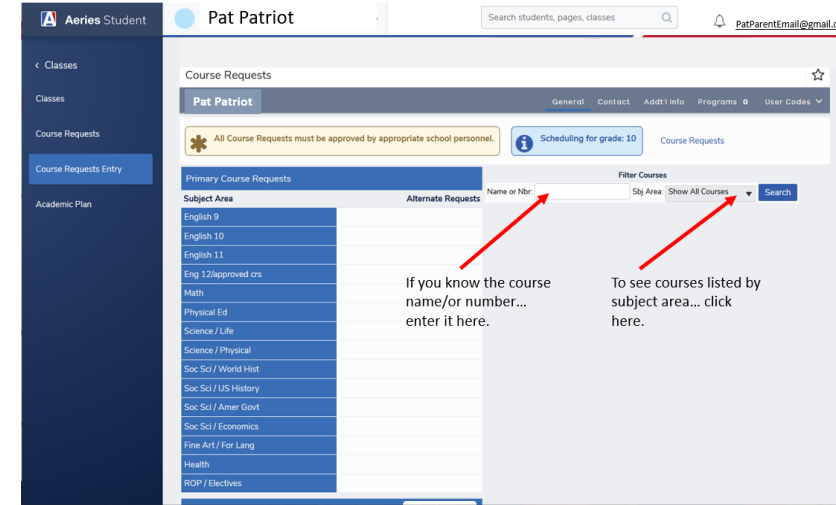 Aeries Student
Pat Patriot
Search students, pages, classes
PatParentEmail@gmail.c
< Classes
Classes
Course Requests
Course Requests Entry
Academic Plan
Course Requests
Pat Patriot
General Contact Addt1 Info Programs 0 User Codes
All Course Requests must be approved by appropriate school personnel.
Scheduling for grade: 10
Course Requests
Primary Course Requests
Subject Area Alternate Requests
English 9
English 10
English 11
Eng 12/approved crs
Math
Physical Ed
Science / Life
Science / Physical
Soc Sci / World Hist
Soc Sci / US History
Soc Sci / Amer Govt
Soc Sci / Economics
Fine Art / For Lang
Health
ROP / Electives
Filter Courses
Name or Nbr: Sbj Area: Show All Courses Search
If you know the course
name/or number...
enter it here.
To see courses listed by
subject area... click
here.